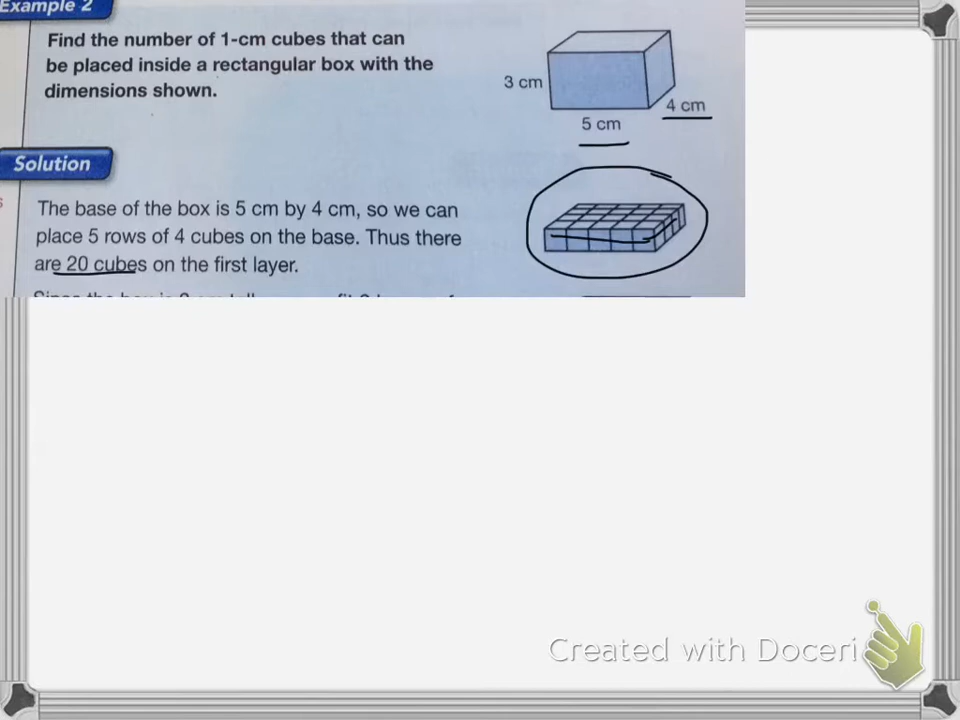 Example 2
Find the number of 1-cm cubes that can
be placed inside a rectangular box with the
dimensions shown.
3 cm
4 cm
5 cm
Solution
The base of the box is 5 cm by 4 cm, so we can
place 5 rows of 4 cubes on the base. Thus there
are 20 cubes on the first layer.
Created with Doceri